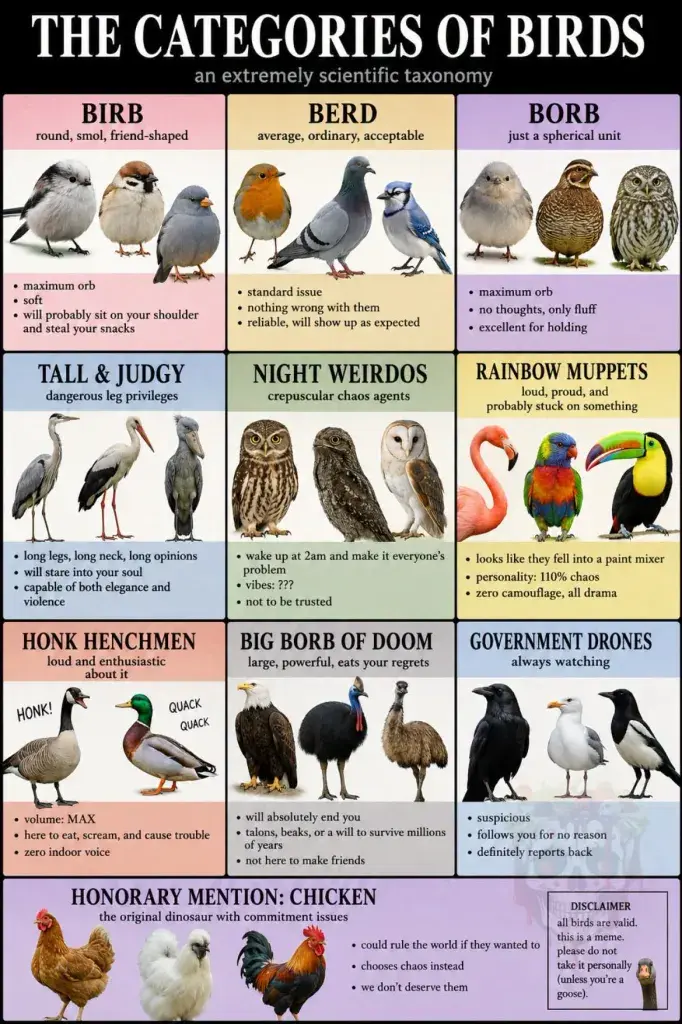 THE CATEGORIES OF BIRDS
an extremely scientific taxonomy
BIRB
round, smol, friend-shaped
• maximum orb
• soft
• will probably sit on your shoulder
and steal your snacks
BERD
average, ordinary, acceptable
• standard issue
• nothing wrong with them
• reliable, will show up as expected
BORB
just a spherical unit
• maximum orb
• no thoughts, only fluff
• excellent for holding
TALL & JUDGY
dangerous leg privileges
• long legs, long neck, long opinions
• will stare into your soul
• capable of both elegance and
violence
NIGHT WEIRDOS
crepuscular chaos agents
• wake up at 2am and make it everyone's
problem
• vibes: ???
• not to be trusted
RAINBOW MUPPETS
loud, proud, and
probably stuck on something
• looks like they fell into a paint mixer
• personality: 110% chaos
• zero camouflage, all drama
HONK HENCHMEN
loud and enthusiastic
about it
HONK!
QUACK
QUACK
• volume: MAX
• here to eat, scream, and cause trouble
• zero indoor voice
BIG BORB OF DOOM
large, powerful, eats your regrets
• will absolutely end you
• talons, beaks, or a will to survive millions
of years
• not here to make friends
GOVERNMENT DRONES
always watching
• suspicious
• follows you for no reason
• definitely reports back
HONORARY MENTION: CHICKEN
the original dinosaur with commitment issues
• could rule the world if they wanted to
• chooses chaos instead
• we don't deserve them
DISCLAIMER
all birds are valid.
this is a meme.
please do not
take it personally
(unless you're a
goose).